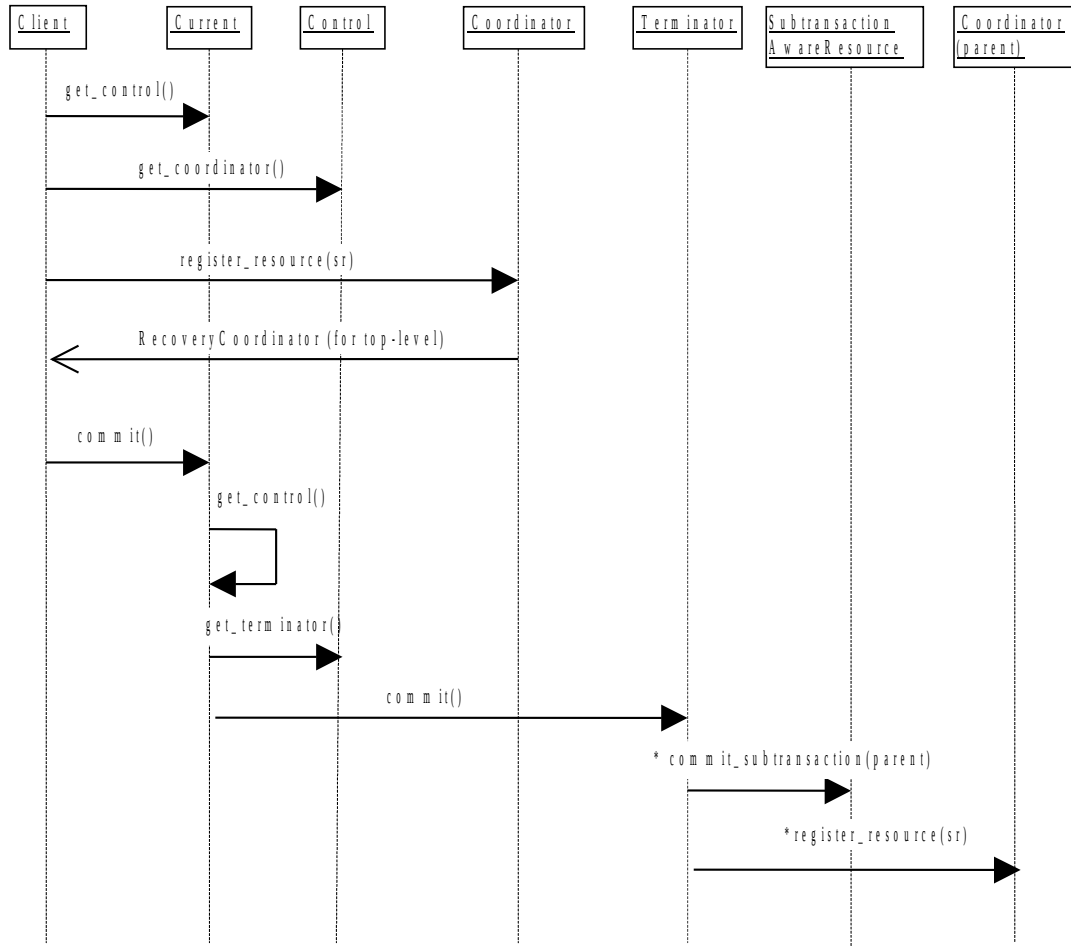 Client
Current
Control
Coordinator
Terminator
Subtransaction
AwareResource
Coordinator
(parent)
get_control()
get_coordinator()
register_resource(sr)
RecoveryCoordinator (for top-level)
commit()
get_control()
get_terminator()
commit()
* commit_subtransaction(parent)
*register_resource(sr)